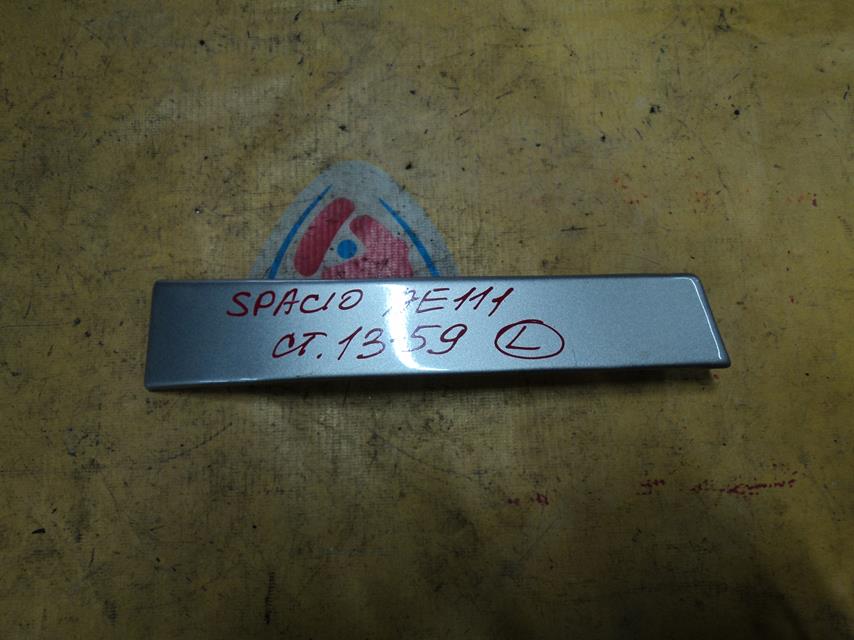 SPACIO AE111
СТ. 13-59 L